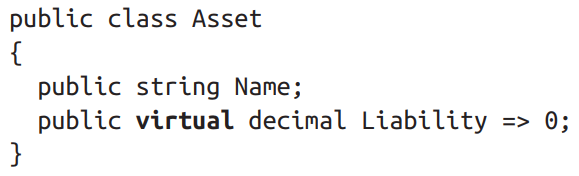 public class Asset
{
  public string Name;
  public virtual decimal Liability => 0;
}